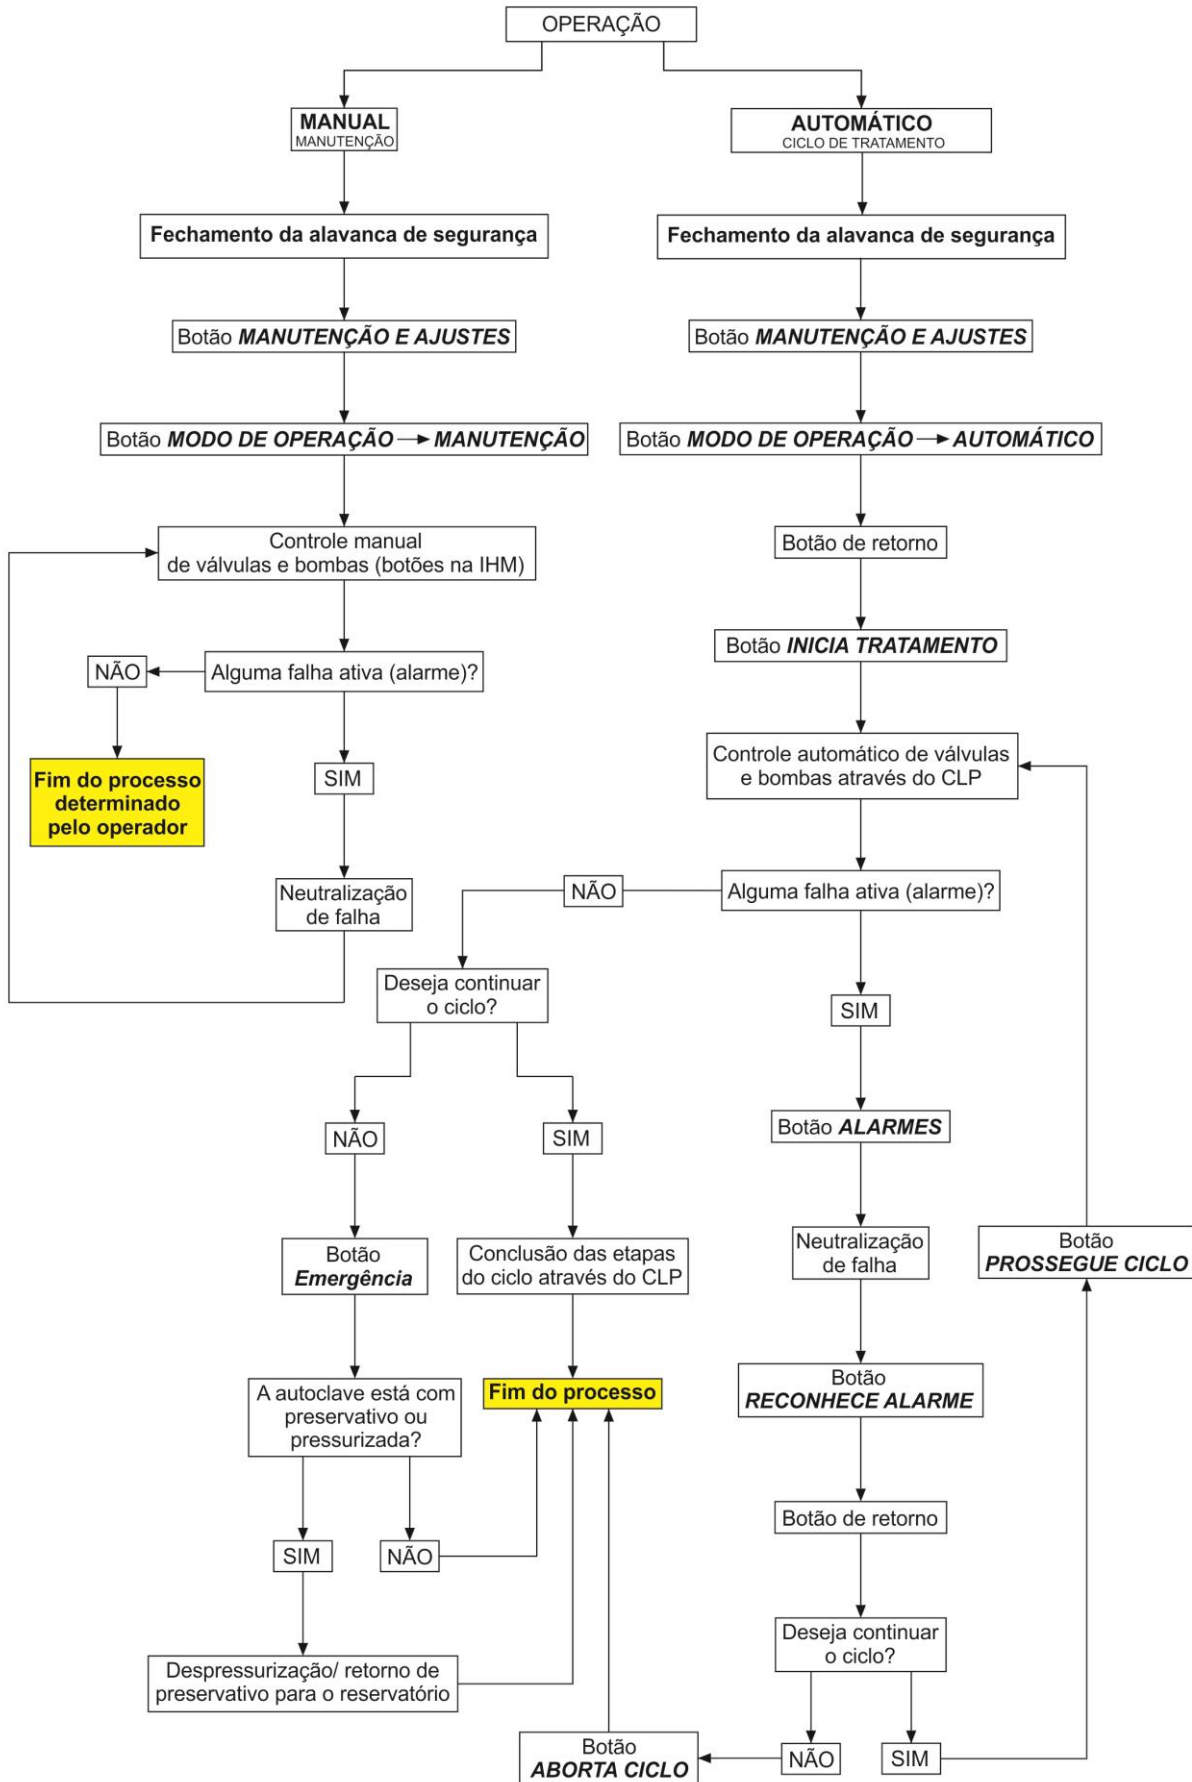 OPERAÇÃO
MANUAL
MANUTENÇÃO
AUTOMÁTICO
CICLO DE TRATAMENTO
Fechamento da alavanca de segurança
Fechamento da alavanca de segurança
Botão MANUTENÇÃO E AJUSTES
Botão MANUTENÇÃO E AJUSTES
Botão MODO DE OPERAÇÃO → MANUTENÇÃO
Botão MODO DE OPERAÇÃO → AUTOMÁTICO
Controle manual
de válvulas e bombas (botões na IHM)
Botão de retorno
Botão INICIA TRATAMENTO
NÃO
Alguma falha ativa (alarme)?
Fim do processo
determinado
pelo operador
SIM
Controle automático de válvulas
e bombas através do CLP
Neutralização
de falha
NÃO
Alguma falha ativa (alarme)?
Deseja continuar
o ciclo?
SIM
NÃO
SIM
Botão ALARMES
Botão
Emergência
Conclusão das etapas
do ciclo através do CLP
Neutralização
de falha
Botão
PROSSEGUE CICLO
A autoclave está com
preservativo ou
pressurizada?
Fim do processo
Botão
RECONHECE ALARME
Botão de retorno
SIM
NÃO
Deseja continuar
o ciclo?
Despressurização/ retorno de
preservativo para o reservatório
Botão
ABORTA CICLO
NÃO
SIM